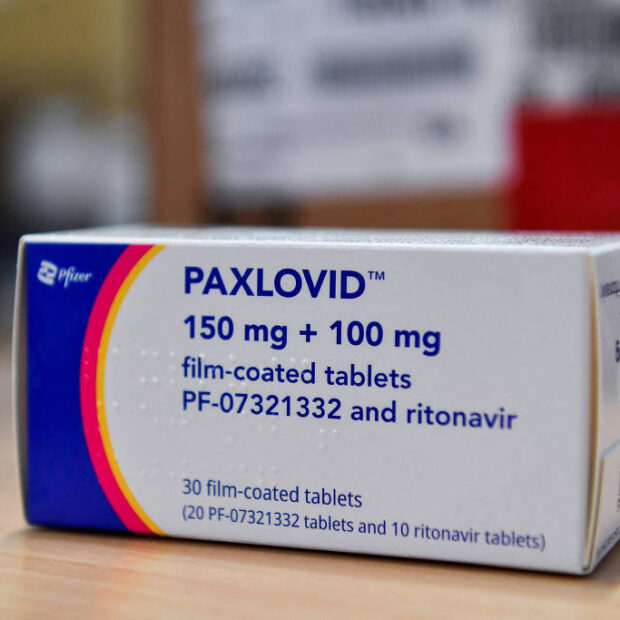 Pfizer
PAXLOVID™
150 mg + 100 mg
film-coated tablets
PF-07321332 and ritonavir
30 film-coated tablets
(20 PF-07321332 tablets and 10 ritonavir tablets)